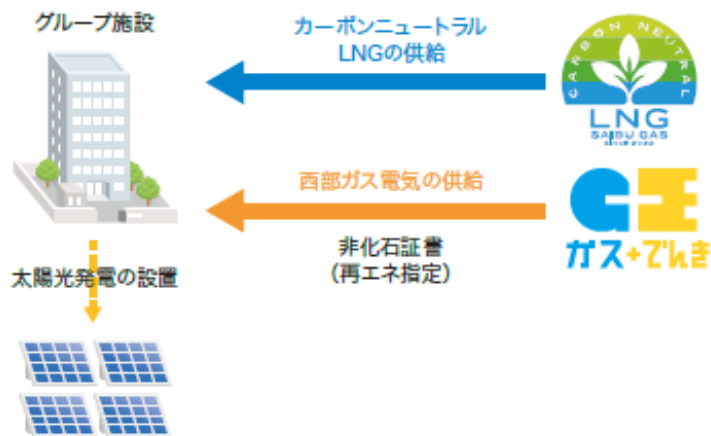 グループ施設
カーボンニュートラル
LNGの供給
CARBON NEUTRAL
LNG
SAIBU GAS
西部ガス電気の供給
非化石証書
(再エネ指定)
ガス+でんき
太陽光発電の設置